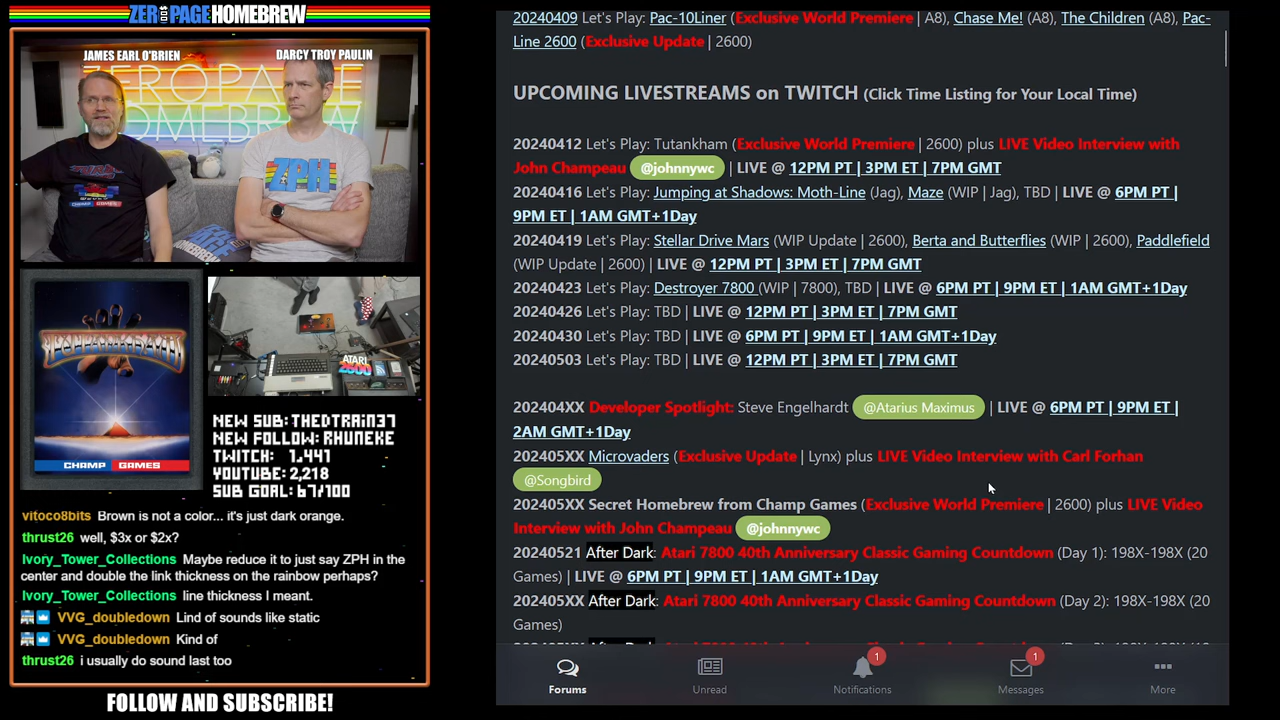 ZEROPAGEHOMEBREW
JAMES EARL O'BRIEN
DARCY TROY PAULIN
ZEROPAGE
HOMEBREW
ZPH
CHAMP GAMES
ATARI
2600
NEW SUB: THEDTRAIN37
NEW FOLLOW: RHUNEKE
TWITCH: 1,441
YOUTUBE: 2,218
SUB GOAL: 67/100
vitoco8bits Brown is not a color... it's just dark orange.
thrust26 well, $3x or $2x?
Ivory_Tower_Collections Maybe reduce it to just say ZPH in the
center and double the link thickness on the rainbow perhaps?
Ivory_Tower_Collections line thickness I meant.
VVG_doubledown Lind of sounds like static
VVG_doubledown Kind of
thrust26 i usually do sound last too
FOLLOW AND SUBSCRIBE!
20240409 Let's Play: Pac-10Liner (Exclusive World Premiere | A8), Chase Me! (A8), The Children (A8), Pac-
Line 2600 (Exclusive Update | 2600)
UPCOMING LIVESTREAMS on TWITCH (Click Time Listing for Your Local Time)
20240412 Let's Play: Tutankham (Exclusive World Premiere | 2600) plus LIVE Video Interview with
John Champeau @johnnywc | LIVE @ 12PM PT | 3PM ET | 7PM GMT
20240416 Let's Play: Jumping at Shadows: Moth-Line (Jag), Maze (WIP | Jag), TBD | LIVE @ 6PM PT |
9PM ET | 1AM GMT+1Day
20240419 Let's Play: Stellar Drive Mars (WIP Update | 2600), Berta and Butterflies (WIP | 2600), Paddlefield
(WIP Update | 2600) | LIVE @ 12PM PT | 3PM ET | 7PM GMT
20240423 Let's Play: Destroyer 7800 (WIP | 7800), TBD | LIVE @ 6PM PT | 9PM ET | 1AM GMT+1Day
20240426 Let's Play: TBD | LIVE @ 12PM PT | 3PM ET | 7PM GMT
20240430 Let's Play: TBD | LIVE @ 6PM PT | 9PM ET | 1AM GMT+1Day
20240503 Let's Play: TBD | LIVE @ 12PM PT | 3PM ET | 7PM GMT
202404XX Developer Spotlight: Steve Engelhardt @Atarius Maximus | LIVE @ 6PM PT | 9PM ET |
2AM GMT+1Day
202405XX Microvaders (Exclusive Update | Lynx) plus LIVE Video Interview with Carl Forhan
@Songbird
202405XX Secret Homebrew from Champ Games (Exclusive World Premiere | 2600) plus LIVE Video
Interview with John Champeau @johnnywc
20240521 After Dark: Atari 7800 40th Anniversary Classic Gaming Countdown (Day 1): 198X-198X (20
Games) | LIVE @ 6PM PT | 9PM ET | 1AM GMT+1Day
202405XX After Dark: Atari 7800 40th Anniversary Classic Gaming Countdown (Day 2): 198X-198X (20
Games)
Forums
Unread
1
Notifications
1
Messages
More